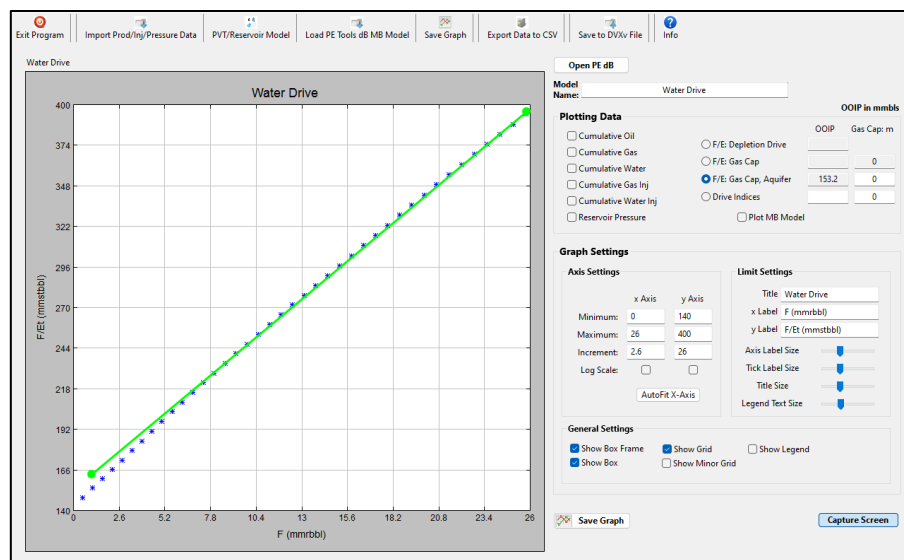 Exit Program Import Prod/Inj/Pressure Data PVT/Reservoir Model Load PE Tools dB MB Model Save Graph Export Data to CSV Save to DVXv File Info
Water Drive
Water Drive
400
374
348
322
296
270
244
218
192
166
140
F/Et (mmstbbl)
0 2.6 5.2 7.8 10.4 13 15.6 18.2 20.8 23.4 26
F (mmrbbl)
Open PE dB
Model Name: Water Drive
OOIP in mmbls
Plotting Data
OOIP Gas Cap: m
Cumulative Oil
Cumulative Gas
Cumulative Water
Cumulative Gas Inj
Cumulative Water Inj
Reservoir Pressure
F/E: Depletion Drive
F/E: Gas Cap 0
F/E: Gas Cap, Aquifer 153.2 0
Drive Indices 0
Plot MB Model
Graph Settings
Axis Settings
x Axis y Axis
Minimum: 0 140
Maximum: 26 400
Increment: 2.6 26
Log Scale:
AutoFit X-Axis
Limit Settings
Title Water Drive
x Label F (mmrbbl)
y Label F/Et (mmstbbl)
Axis Label Size
Tick Label Size
Title Size
Legend Text Size
General Settings
Show Box Frame Show Grid Show Legend
Show Box Show Minor Grid
Save Graph Capture Screen